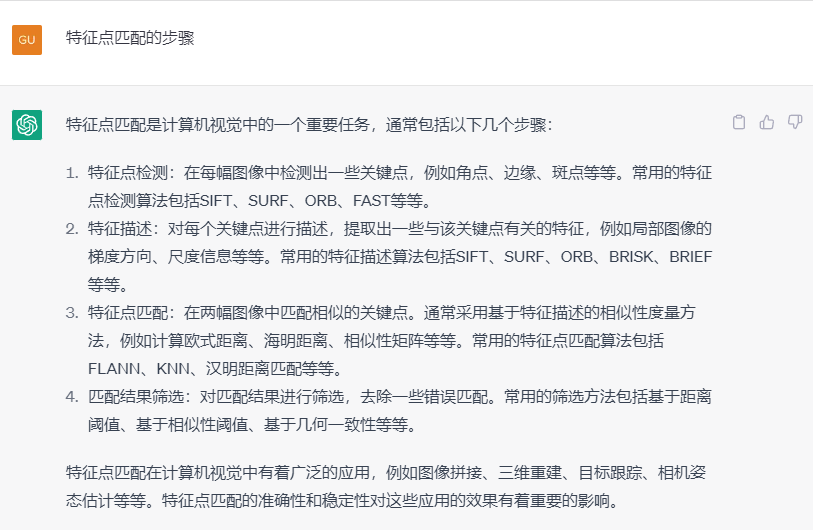 GU
特征点匹配的步骤
特征点匹配是计算机视觉中的一个重要任务，通常包括以下几个步骤：
1. 特征点检测：在每幅图像中检测出一些关键点，例如角点、边缘、斑点等等。常用的特征
点检测算法包括SIFT、SURF、ORB、FAST等等。
2. 特征描述：对每个关键点进行描述，提取出一些与该关键点有关的特征，例如局部图像的
梯度方向、尺度信息等等。常用的特征描述算法包括SIFT、SURF、ORB、BRISK、BRIEF
等等。
3. 特征点匹配：在两幅图像中匹配相似的关键点。通常采用基于特征描述的相似性度量方
法，例如计算欧式距离、海明距离、相似性矩阵等等。常用的特征点匹配算法包括
FLANN、KNN、汉明距离匹配等等。
4. 匹配结果筛选：对匹配结果进行筛选，去除一些错误匹配。常用的筛选方法包括基于距离
阈值、基于相似性阈值、基于几何一致性等等。
特征点匹配在计算机视觉中有着广泛的应用，例如图像拼接、三维重建、目标跟踪、相机姿
态估计等等。特征点匹配的准确性和稳定性对这些应用的效果有着重要的影响。